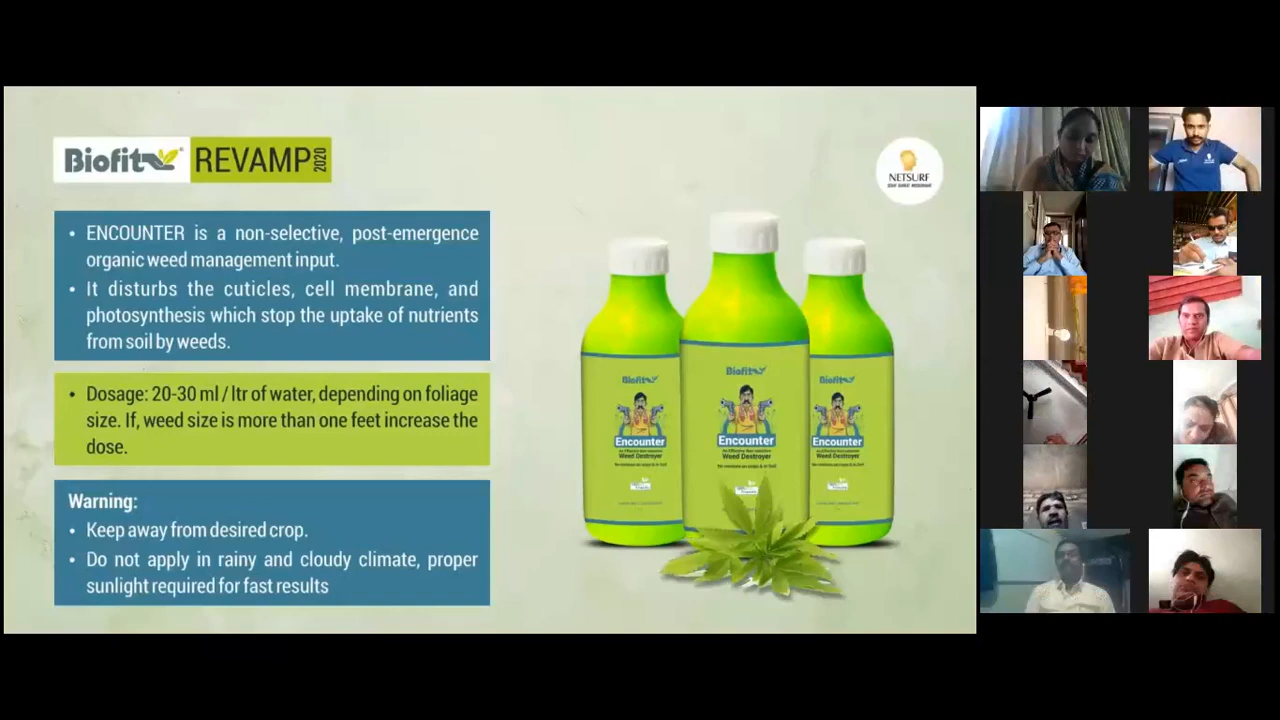 Biofit REVAMP 2020
NETSURF
• ENCOUNTER is a non-selective, post-emergence
organic weed management input.
• It disturbs the cuticles, cell membrane, and
photosynthesis which stop the uptake of nutrients
from soil by weeds.
• Dosage: 20-30 ml / ltr of water, depending on foliage
size. If, weed size is more than one feet increase the
dose.
Warning:
• Keep away from desired crop.
• Do not apply in rainy and cloudy climate, proper
sunlight required for fast results
Biofit
Encounter
Weed Destroyer
Biofit
Encounter
An Effective Non-selective
Weed Destroyer
Biofit
Encounter
Weed Destroyer